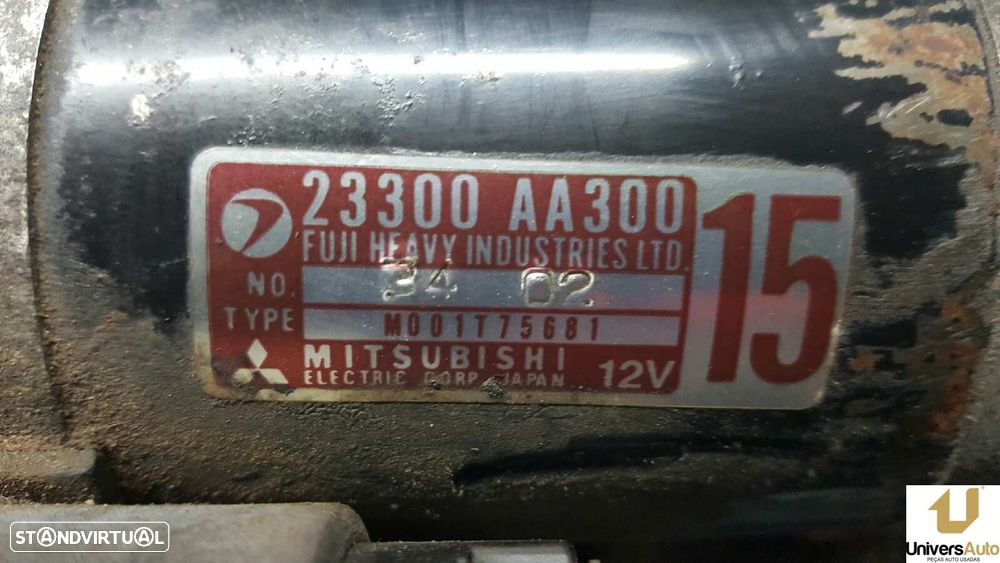 23300 AA300
FUJI HEAVY INDUSTRIES LTD.
NO. 34 02
TYPE M001T75681
MITSUBISHI
ELECTRIC CORP. JAPAN 12V
15
STANDVIRTUAL
UniversAuto
PEÇAS AUTO USADAS